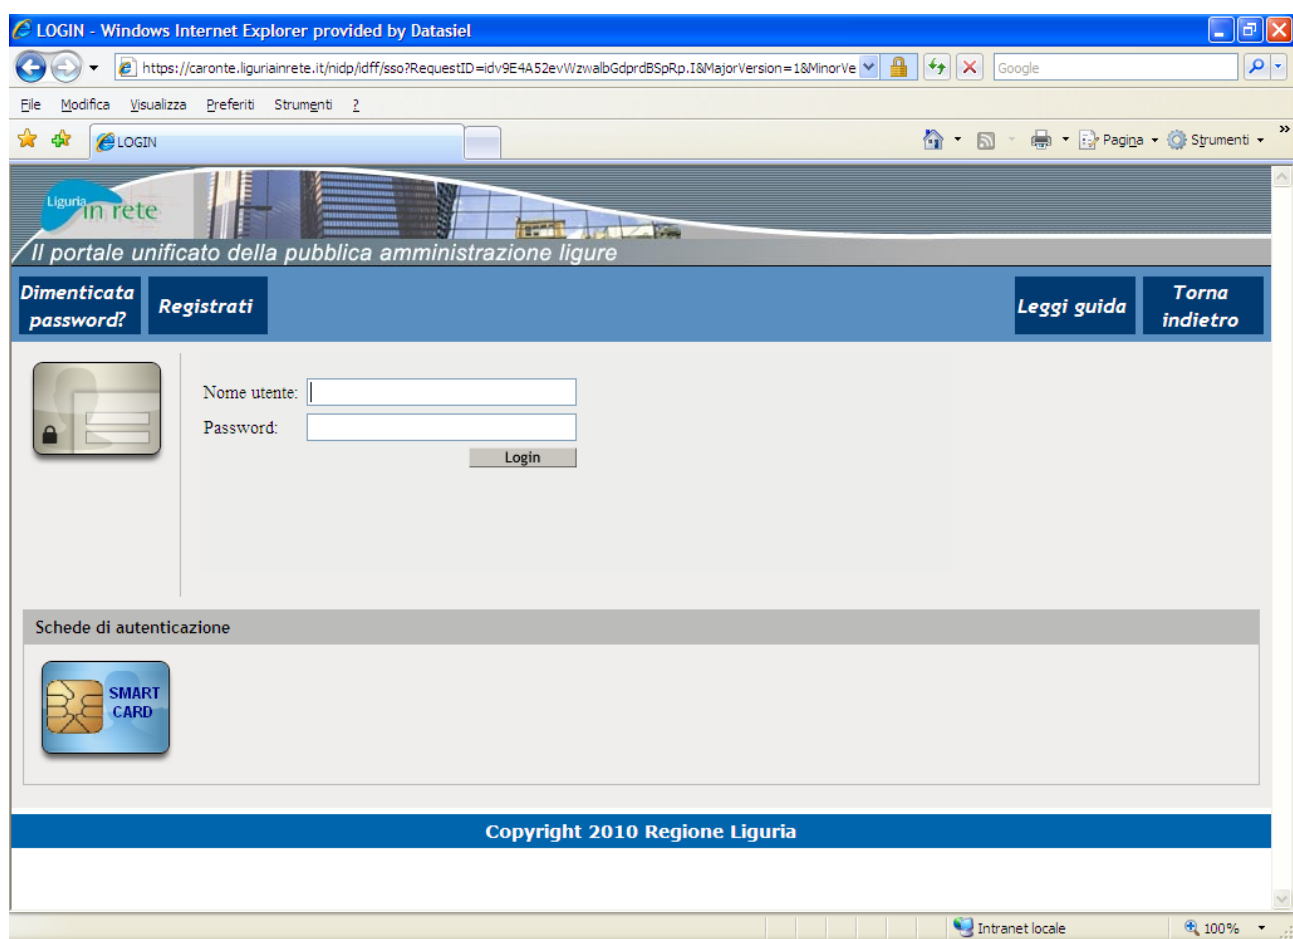 LOGIN - Windows Internet Explorer provided by Datasiel
https://caronte.liguriainrete.it/nidp/idff/sso?RequestID=idv9E4A52evWzwalbGdprdBSpRp.I&MajorVersion=1&MinorVe
Google
File Modifica Visualizza Preferiti Strumenti ?
LOGIN
Pagina Strumenti »
Liguria
in rete
Il portale unificato della pubblica amministrazione ligure
Dimenticata password?
Registrati
Leggi guida
Torna indietro
Nome utente:
Password:
Login
Schede di autenticazione
SMART
CARD
Copyright 2010 Regione Liguria
Intranet locale
100%